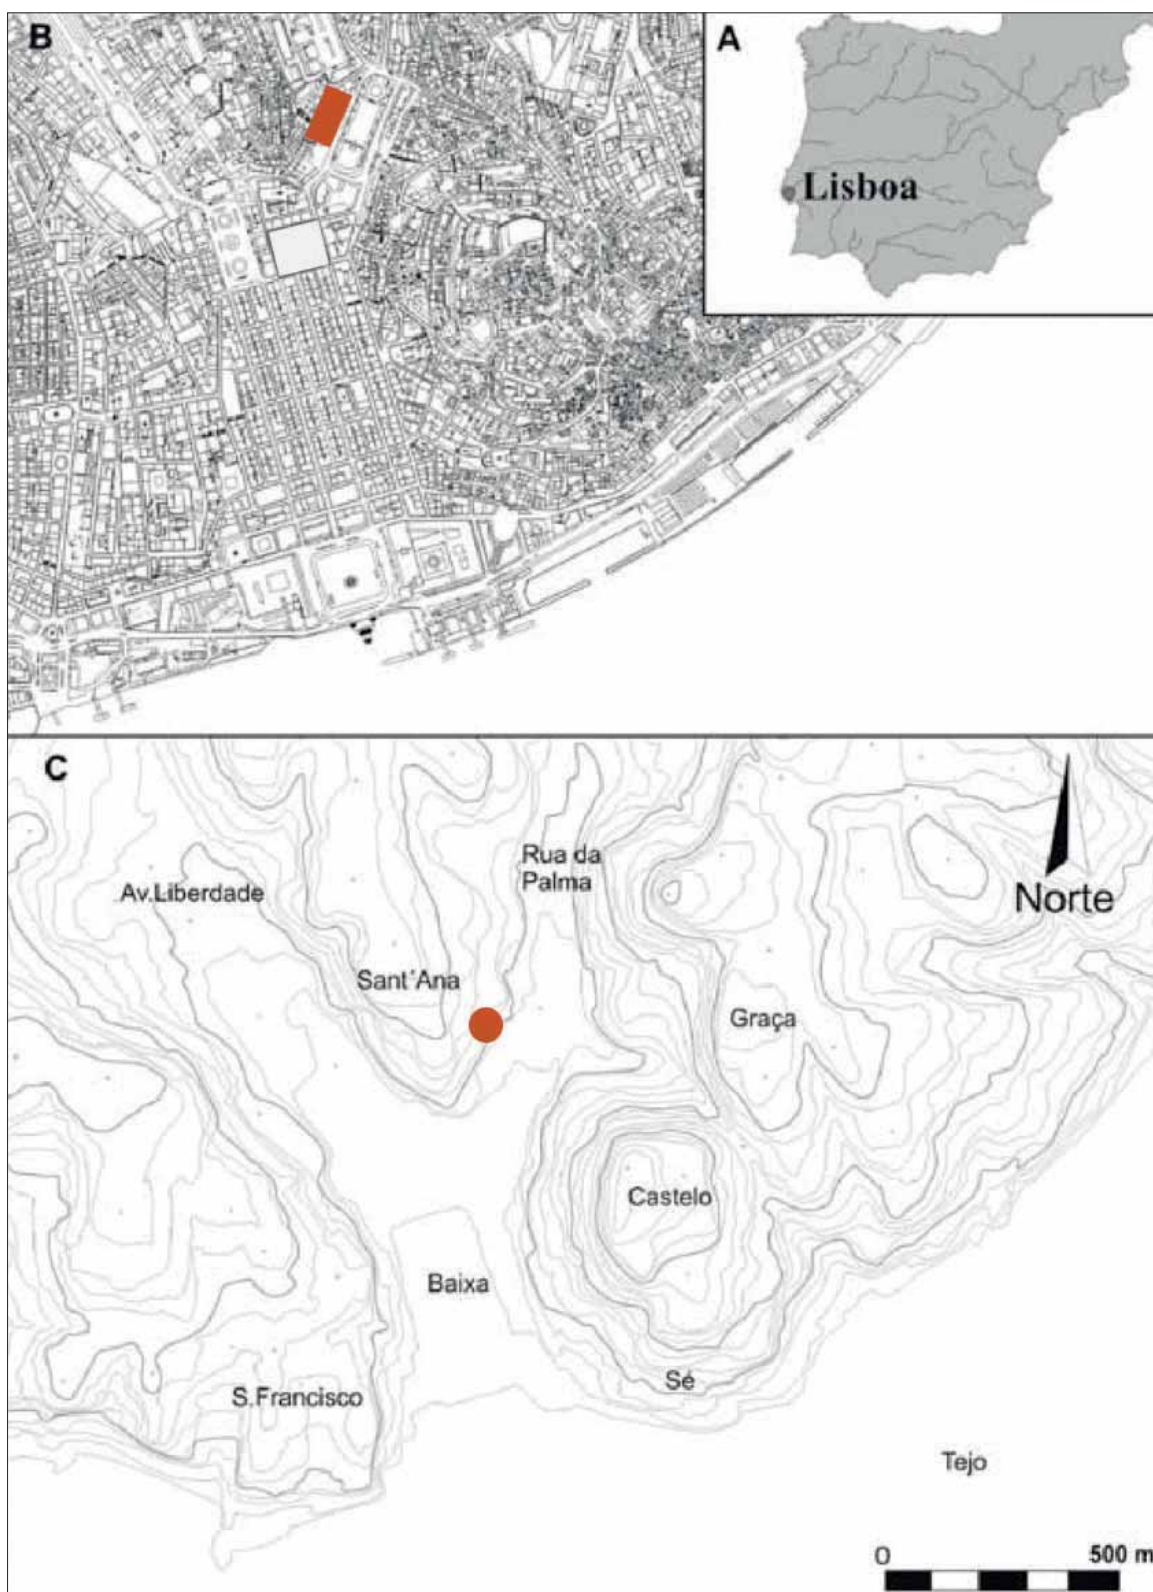 B
A
Lisboa
C
Rua da
Palma
Av.Liberdade
Norte
Sant´Ana
Graça
Castelo
Baixa
Sé
S.Francisco
Tejo
0
500 m